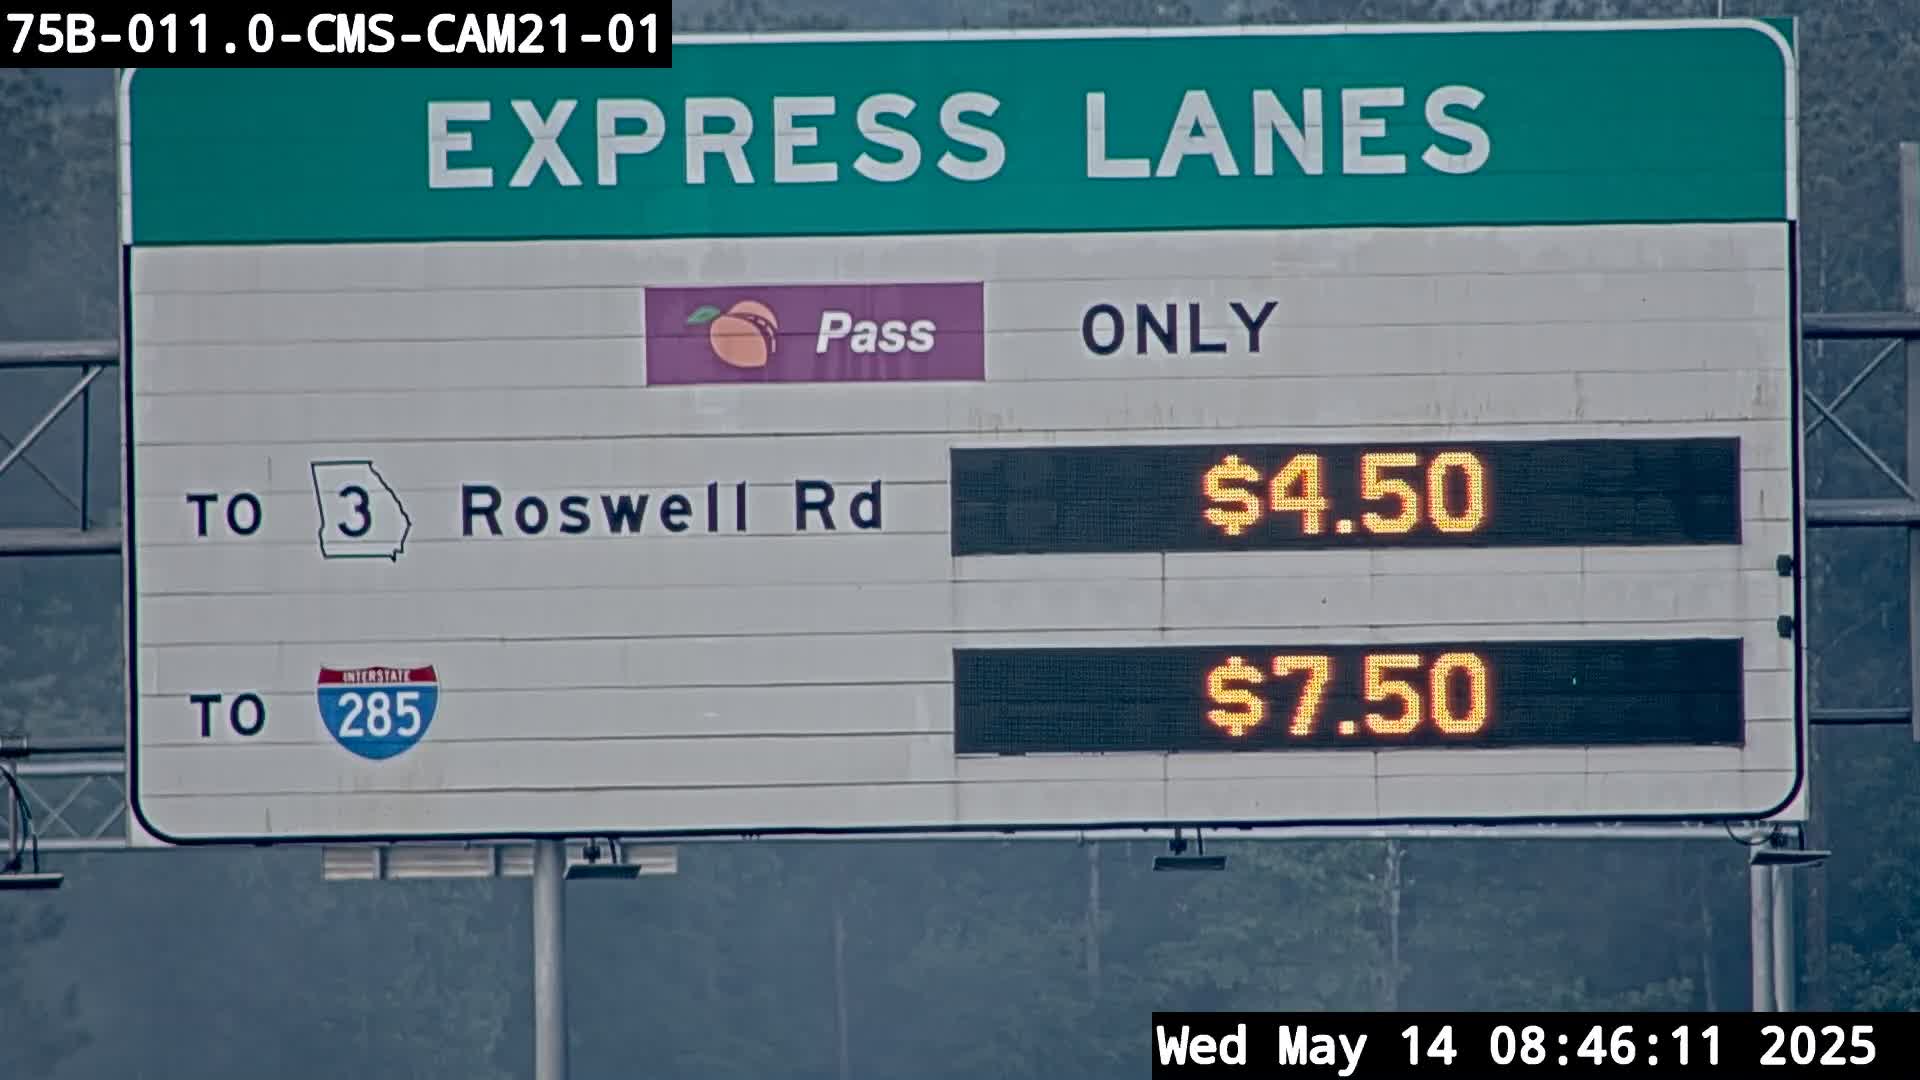 75B-011.0-CMS-CAM21-01
EXPRESS LANES
Pass ONLY
TO 3 Roswell Rd $4.50
TO INTERSTATE 285 $7.50
Wed May 14 08:46:11 2025